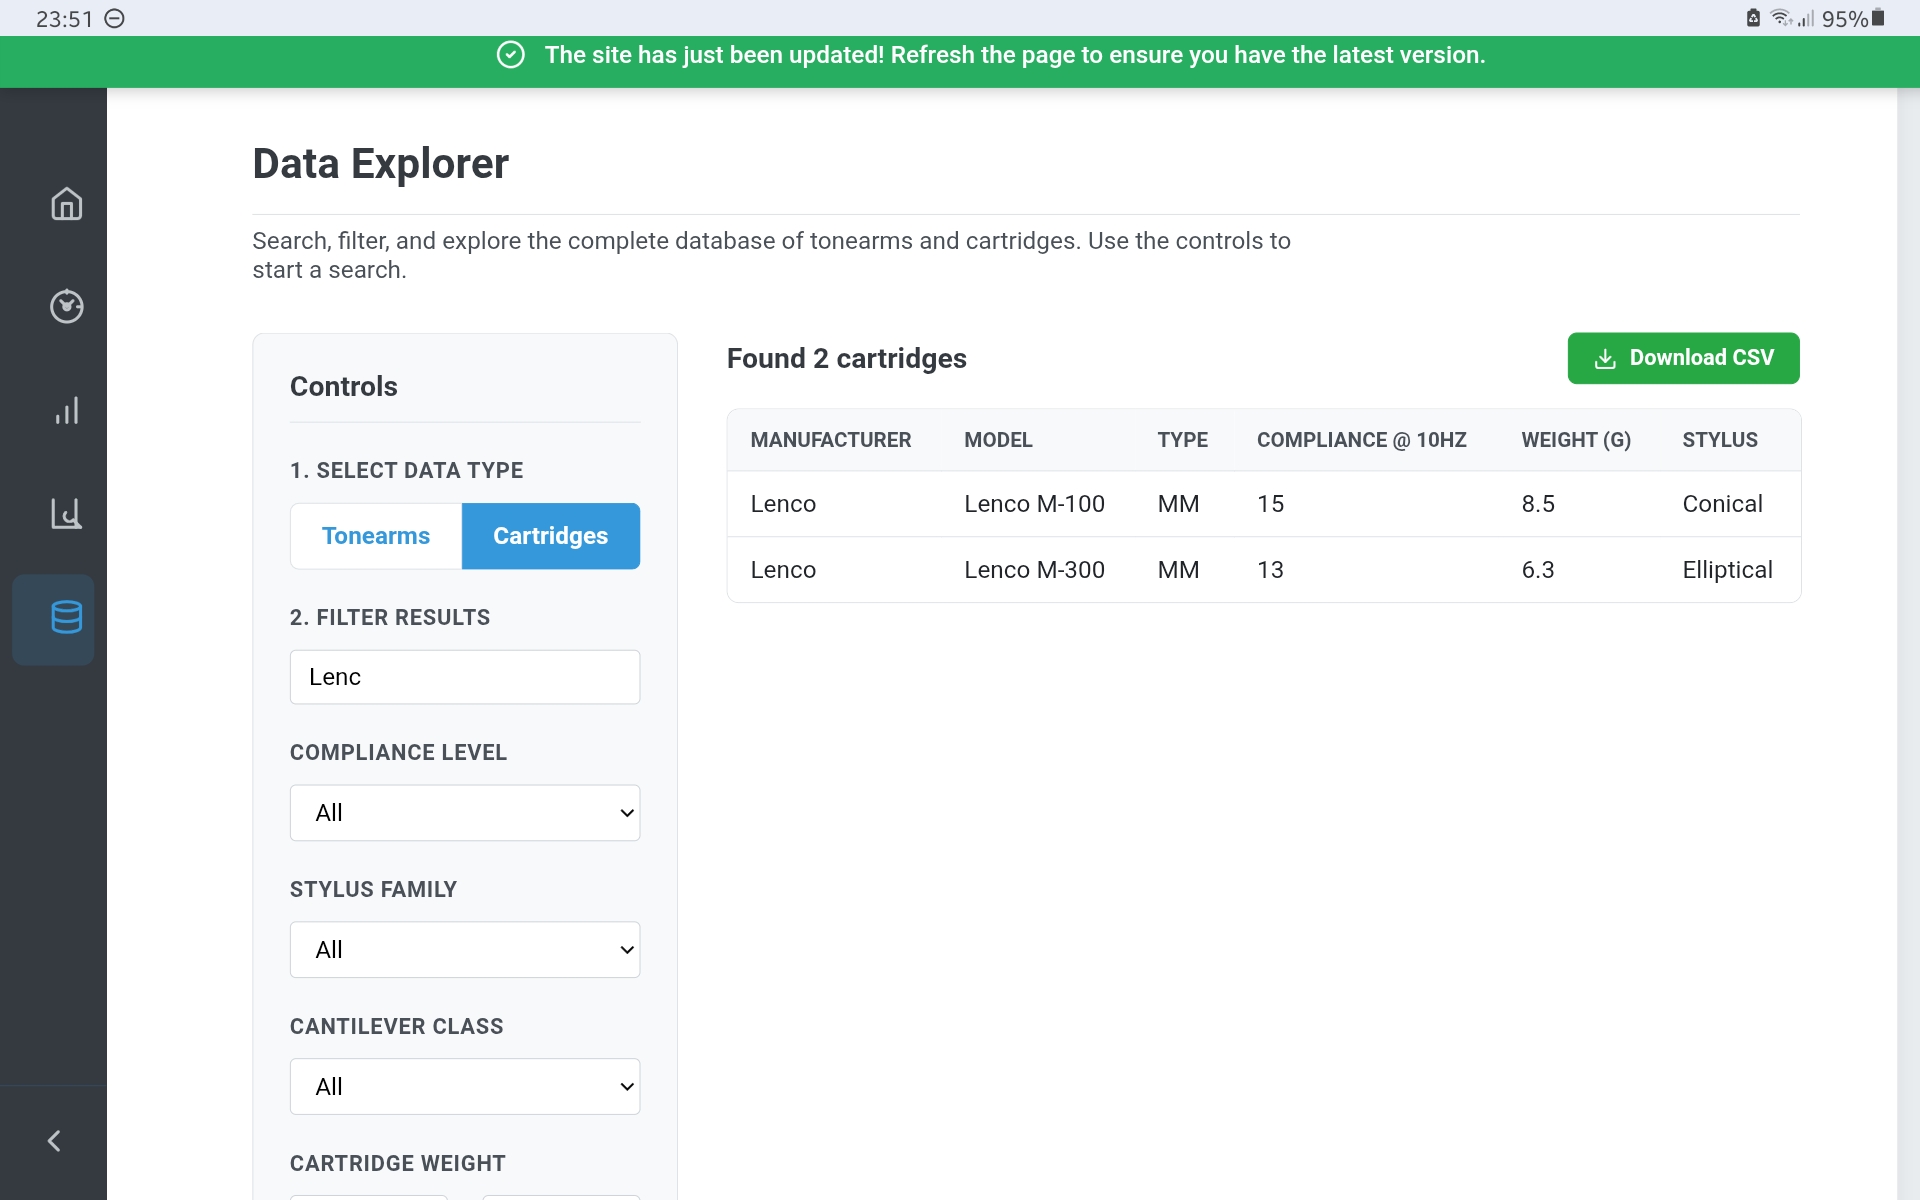 23:51
95%
The site has just been updated! Refresh the page to ensure you have the latest version.
Data Explorer
Search, filter, and explore the complete database of tonearms and cartridges. Use the controls to
start a search.
Controls
1. SELECT DATA TYPE
Tonearms Cartridges
2. FILTER RESULTS
Lenc
COMPLIANCE LEVEL
All
STYLUS FAMILY
All
CANTILEVER CLASS
All
CARTRIDGE WEIGHT
Found 2 cartridges
Download CSV
MANUFACTURER MODEL TYPE COMPLIANCE @ 10HZ WEIGHT (G) STYLUS
Lenco Lenco M-100 MM 15 8.5 Conical
Lenco Lenco M-300 MM 13 6.3 Elliptical